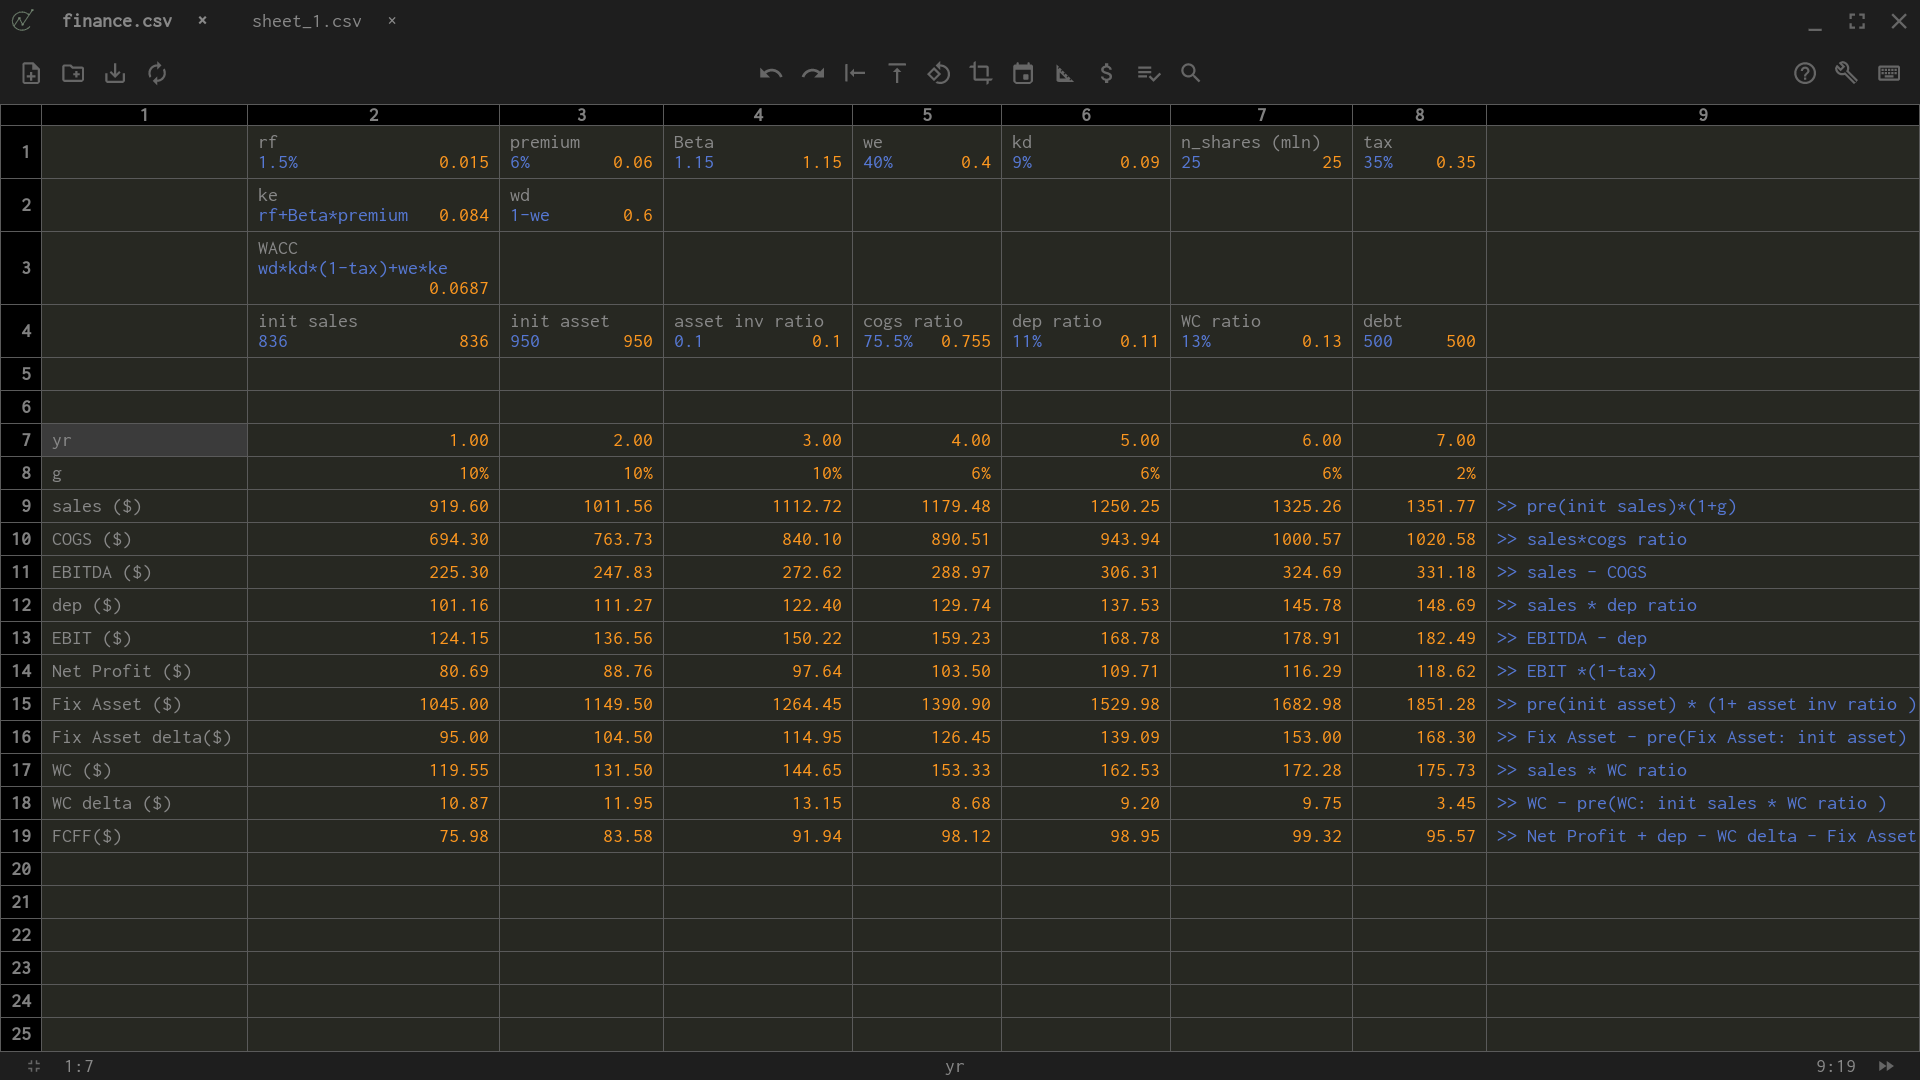 finance.csv × sheet_1.csv ×
1 2 3 4 5 6 7 8 9
1 rf premium Beta we kd n_shares (mln) tax
1.5% 0.015 6% 0.06 1.15 1.15 40% 0.4 9% 0.09 25 25 35% 0.35
2 ke wd
rf+Beta*premium 0.084 1-we 0.6
3 WACC
wd*kd*(1-tax)+we*ke
0.0687
4 init sales init asset asset inv ratio cogs ratio dep ratio WC ratio debt
836 836 950 950 0.1 0.1 75.5% 0.755 11% 0.11 13% 0.13 500 500
5
6
7 yr 1.00 2.00 3.00 4.00 5.00 6.00 7.00
8 g 10% 10% 10% 6% 6% 6% 2%
9 sales ($) 919.60 1011.56 1112.72 1179.48 1250.25 1325.26 1351.77 >> pre(init sales)*(1+g)
10 COGS ($) 694.30 763.73 840.10 890.51 943.94 1000.57 1020.58 >> sales*cogs ratio
11 EBITDA ($) 225.30 247.83 272.62 288.97 306.31 324.69 331.18 >> sales - COGS
12 dep ($) 101.16 111.27 122.40 129.74 137.53 145.78 148.69 >> sales * dep ratio
13 EBIT ($) 124.15 136.56 150.22 159.23 168.78 178.91 182.49 >> EBITDA - dep
14 Net Profit ($) 80.69 88.76 97.64 103.50 109.71 116.29 118.62 >> EBIT *(1-tax)
15 Fix Asset ($) 1045.00 1149.50 1264.45 1390.90 1529.98 1682.98 1851.28 >> pre(init asset) * (1+ asset inv ratio )
16 Fix Asset delta($) 95.00 104.50 114.95 126.45 139.09 153.00 168.30 >> Fix Asset - pre(Fix Asset: init asset)
17 WC ($) 119.55 131.50 144.65 153.33 162.53 172.28 175.73 >> sales * WC ratio
18 WC delta ($) 10.87 11.95 13.15 8.68 9.20 9.75 3.45 >> WC - pre(WC: init sales * WC ratio )
19 FCFF($) 75.98 83.58 91.94 98.12 98.95 99.32 95.57 >> Net Profit + dep - WC delta - Fix Asset
20
21
22
23
24
25
1:7 yr 9:19